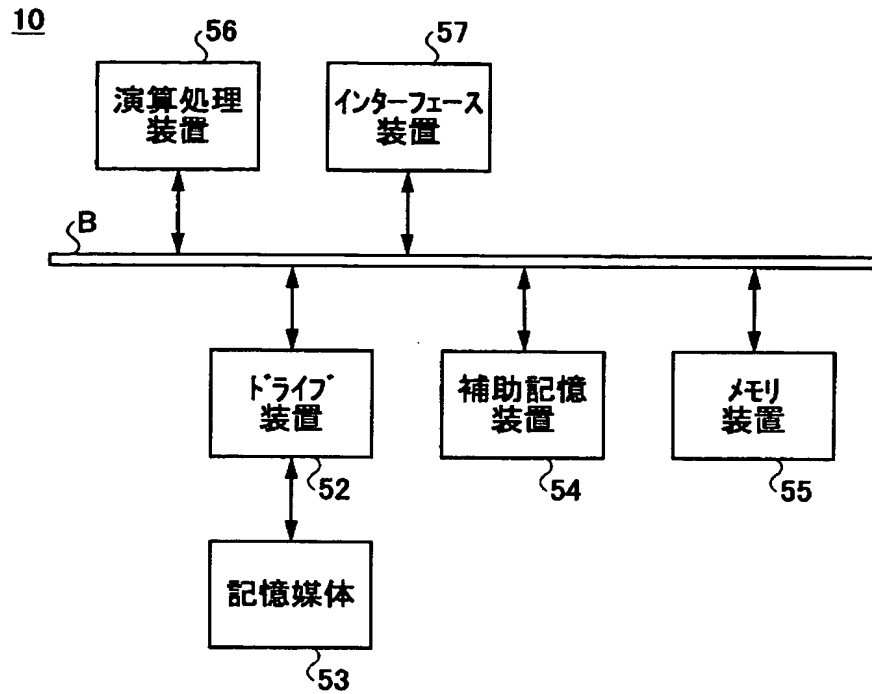 10
56
57
演算処理
装置
インターフェース
装置
B
ドライブ
装置
補助記憶
装置
メモリ
装置
52
54
55
記憶媒体
53